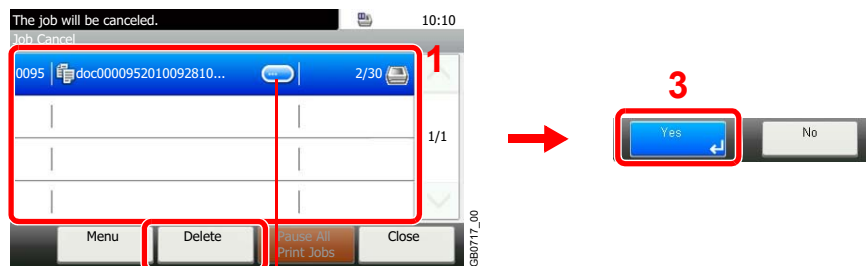 The job will be canceled.
10:10
Job Cancel
1
0095 doc0000952010092810... 2/30
1/1
Menu
Delete
Pause All
Print Jobs
Close
GB0717_00
3
Yes
No